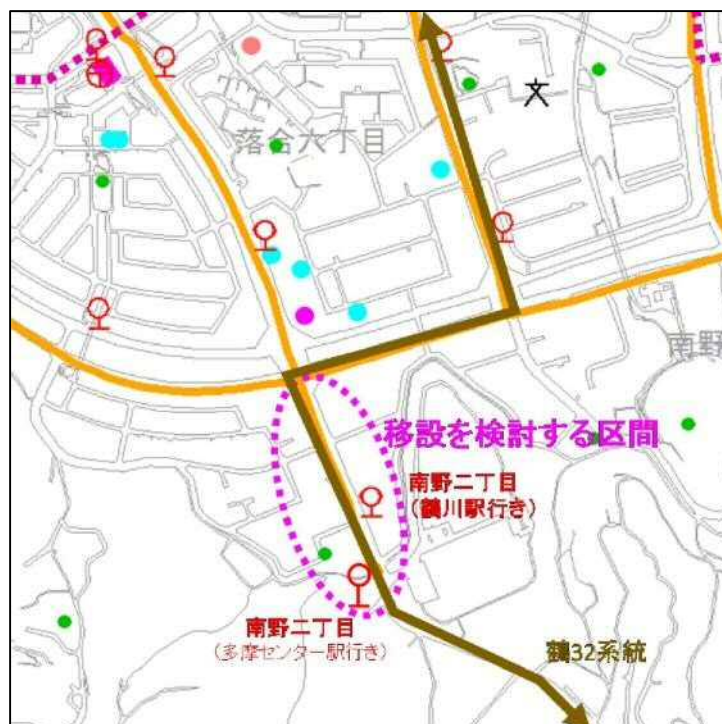 落合六丁目
南野
移設を検討する区間
南野二丁目
（鶴川駅行き）
南野二丁目
（多摩センター駅行き）
鶴32系統